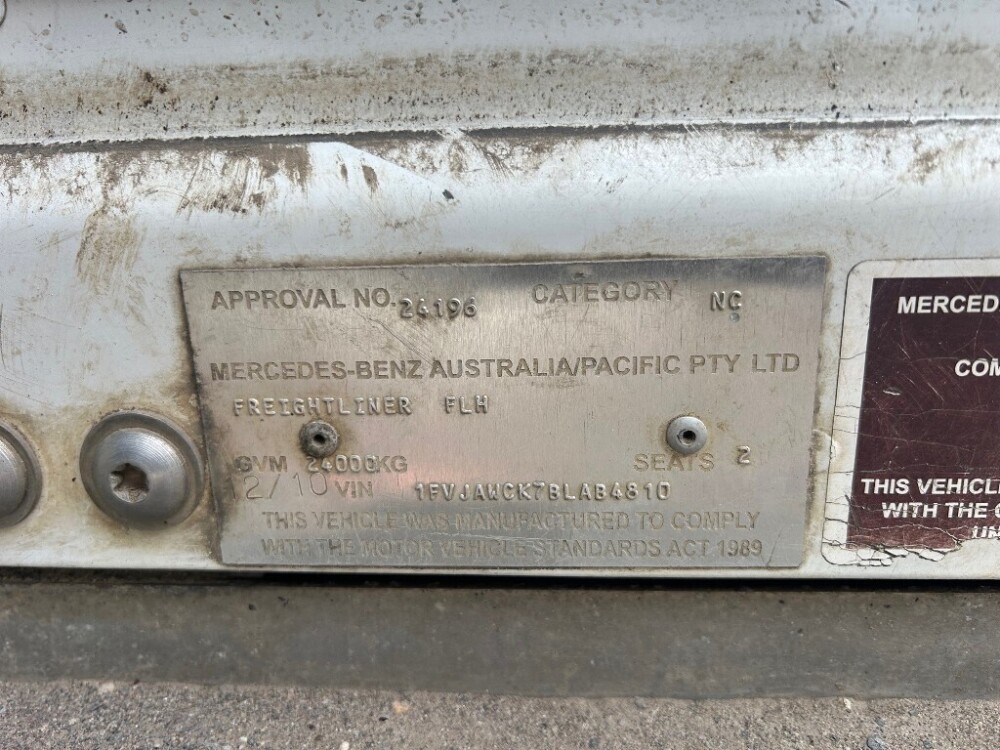 APPROVAL NO. 24196 CATEGORY NC
MERCEDES-BENZ AUSTRALIA/PACIFIC PTY LTD
FREIGHTLINER FLH
GVM 24000KG SEATS 2
12/10 VIN 1FVJAWCK7BLAB4810
THIS VEHICLE WAS MANUFACTURED TO COMPLY
WITH THE MOTOR VEHICLE STANDARDS ACT 1989
MERCED
COM
THIS VEHICL
WITH THE